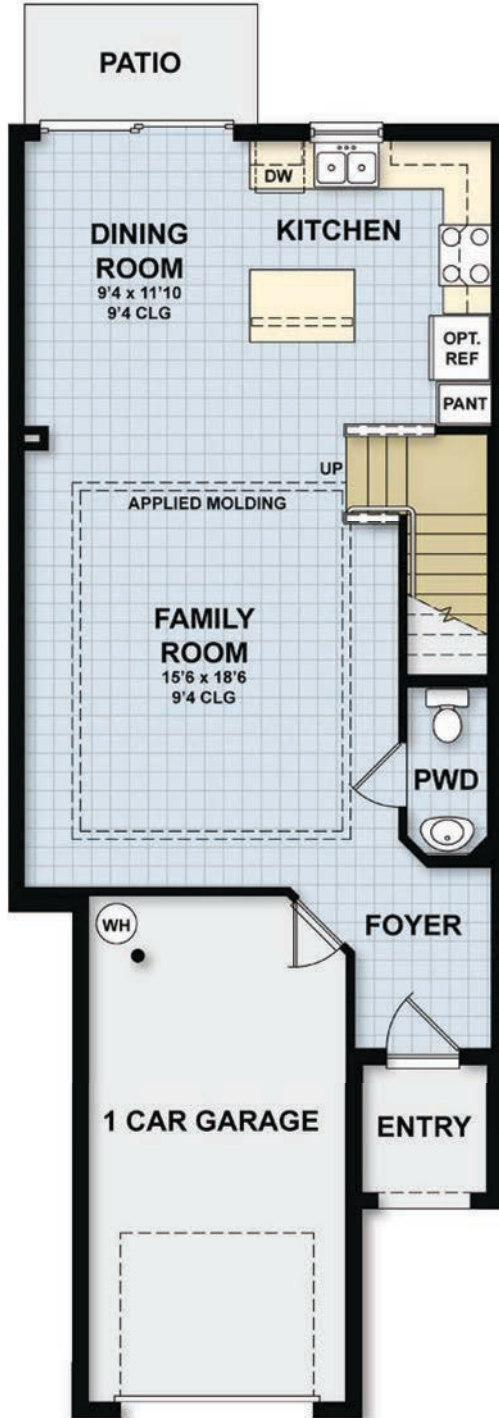 PATIO
DW
DINING
ROOM
9'4 x 11'10
9'4 CLG
KITCHEN
OPT.
REF
PANT
UP
APPLIED MOLDING
FAMILY
ROOM
15'6 x 18'6
9'4 CLG
PWD
WH
FOYER
1 CAR GARAGE
ENTRY